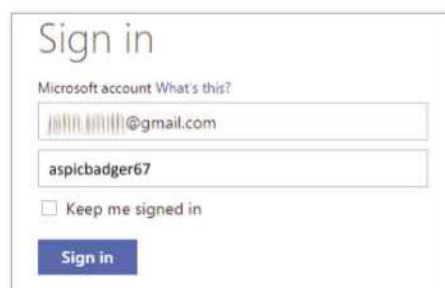 Sign in
Microsoft account What's this?
@gmail.com
aspicbadger67
Keep me signed in
Sign in